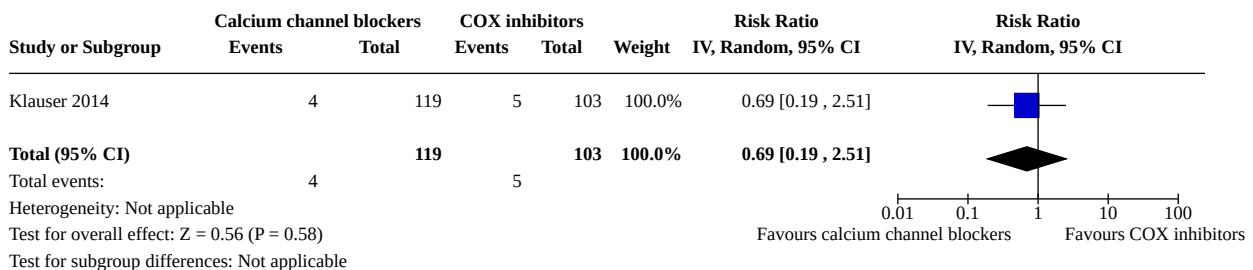 Calcium channel blockers COX inhibitors Risk Ratio Risk Ratio
Study or Subgroup Events Total Events Total Weight IV, Random, 95% CI IV, Random, 95% CI
Klauser 2014 4 119 5 103 100.0% 0.69 [0.19 , 2.51]
Total (95% CI) 119 103 100.0% 0.69 [0.19 , 2.51]
Total events: 4 5
Heterogeneity: Not applicable 0.01 0.1 1 10 100
Test for overall effect: Z = 0.56 (P = 0.58) Favours calcium channel blockers Favours COX inhibitors
Test for subgroup differences: Not applicable